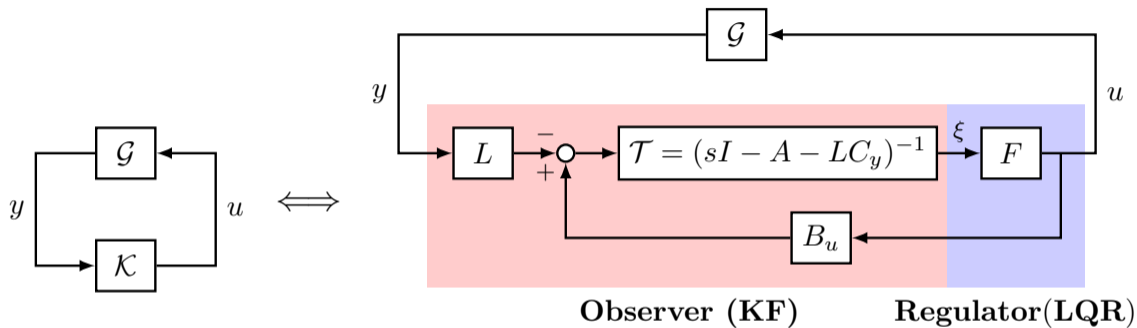 𝒢
y
u
𝒦
⟺
𝒢
y
u
L
−
+
𝒯 = (sI − A − LC_y)^{−1}
ξ
F
B_u
Observer (KF)
Regulator(LQR)